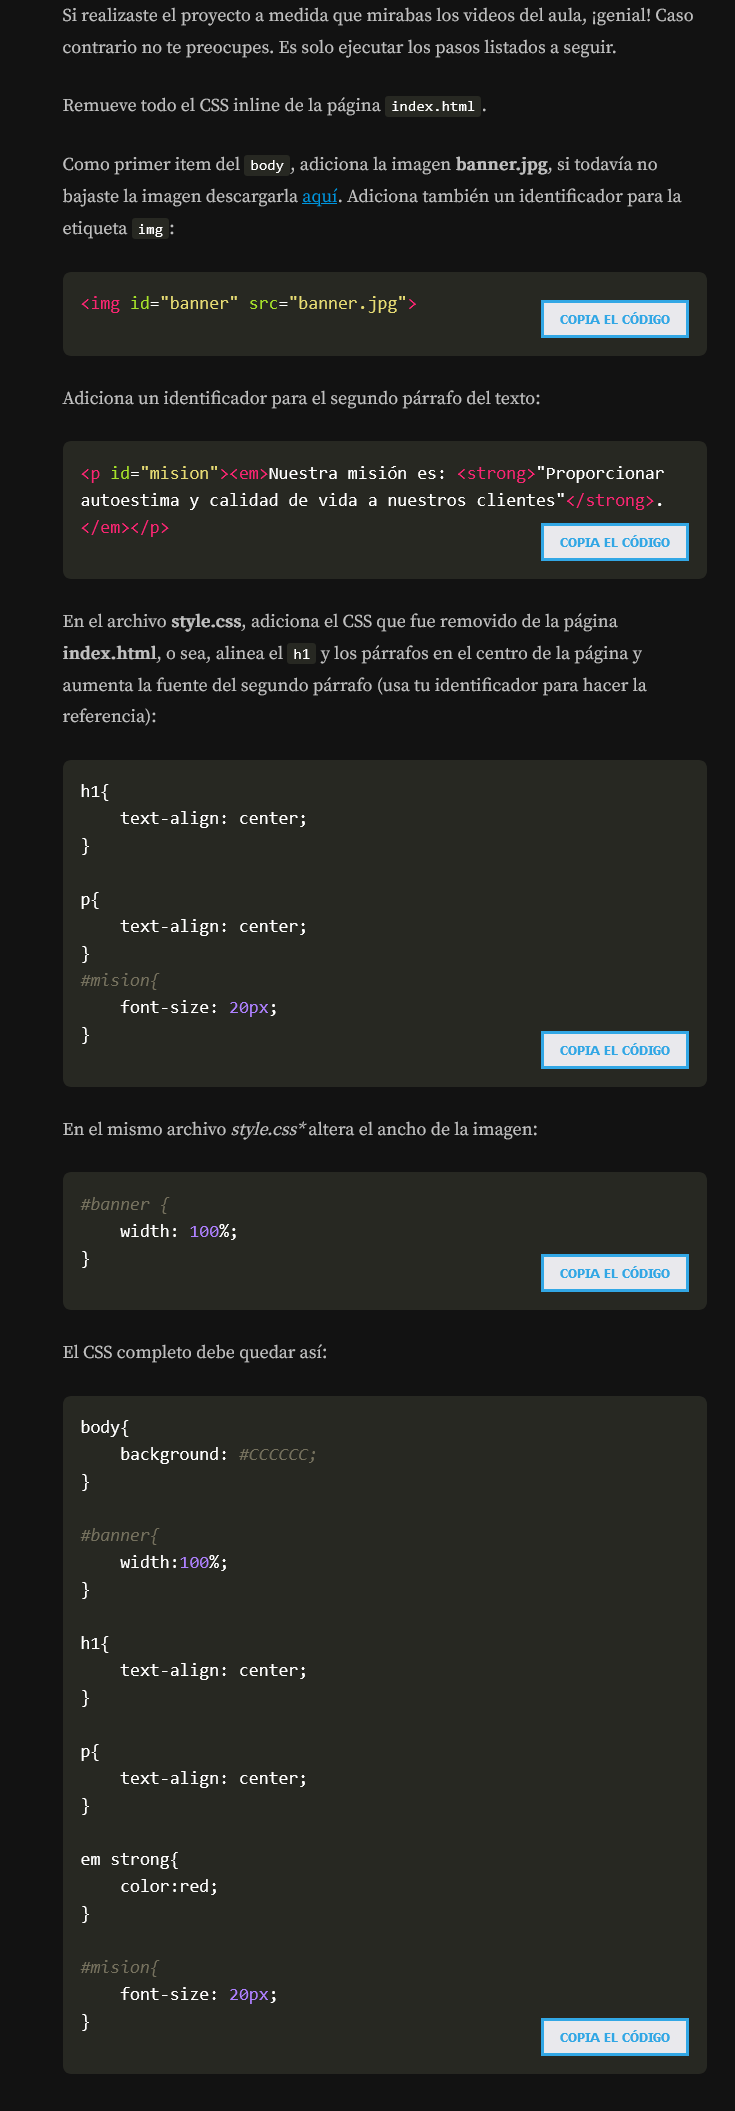 Si realizaste el proyecto a medida que mirabas los videos del aula, ¡genial! Caso
contrario no te preocupes. Es solo ejecutar los pasos listados a seguir.
Remueve todo el CSS inline de la página index.html.
Como primer item del body, adiciona la imagen banner.jpg, si todavía no
bajaste la imagen descargarla aquí. Adiciona también un identificador para la
etiqueta img:
<img id="banner" src="banner.jpg">
COPIA EL CÓDIGO
Adiciona un identificador para el segundo párrafo del texto:
<p id="mision"><em>Nuestra misión es: <strong>"Proporcionar
autoestima y calidad de vida a nuestros clientes"</strong>.
</em></p>
COPIA EL CÓDIGO
En el archivo style.css, adiciona el CSS que fue removido de la página
index.html, o sea, alinea el h1 y los párrafos en el centro de la página y
aumenta la fuente del segundo párrafo (usa tu identificador para hacer la
referencia):
h1{
    text-align: center;
}
p{
    text-align: center;
}
#mision{
    font-size: 20px;
}
COPIA EL CÓDIGO
En el mismo archivo style.css* altera el ancho de la imagen:
#banner {
    width: 100%;
}
COPIA EL CÓDIGO
El CSS completo debe quedar así:
body{
    background: #CCCCCC;
}
#banner{
    width:100%;
}
h1{
    text-align: center;
}
p{
    text-align: center;
}
em strong{
    color:red;
}
#mision{
    font-size: 20px;
}
COPIA EL CÓDIGO